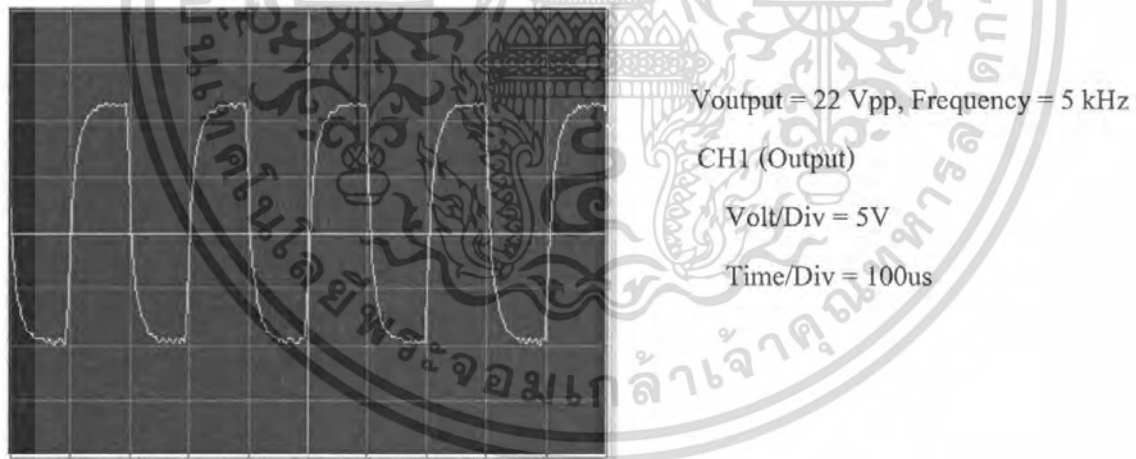 Voutput = 22 Vpp, Frequency = 5 kHz
CH1 (Output)
Volt/Div = 5V
Time/Div = 100us